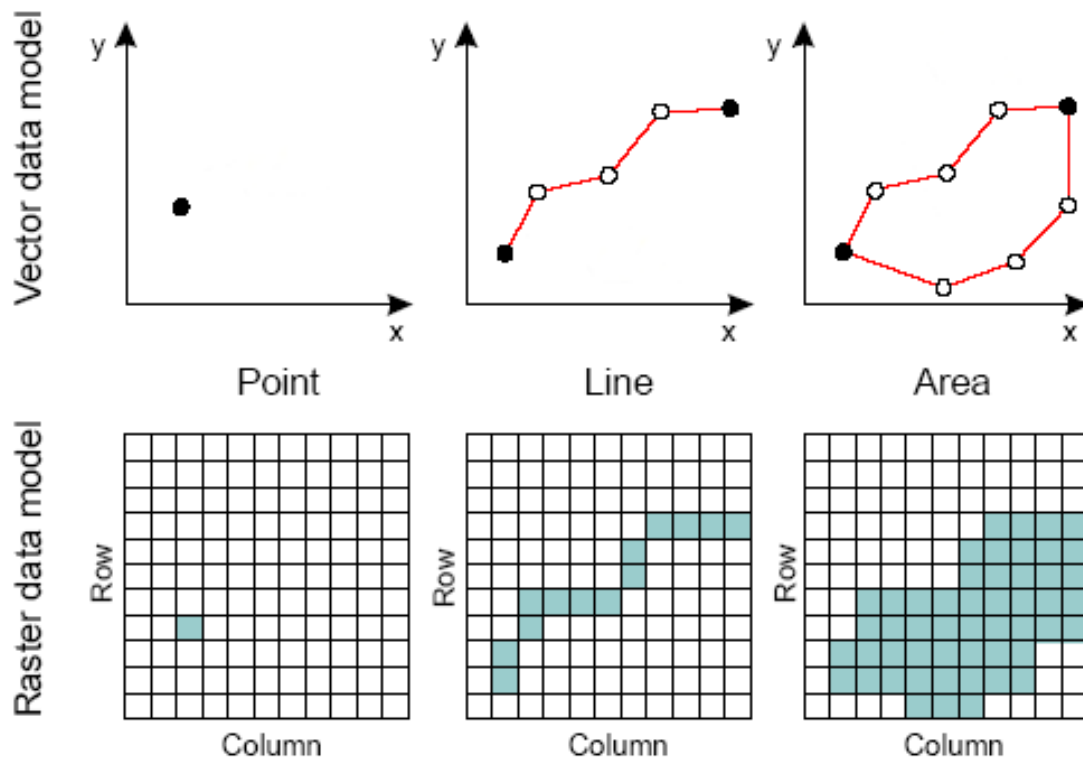 Vector data model
y
x
y
x
y
x
Point
Line
Area
Raster data model
Row
Column
Row
Column
Row
Column